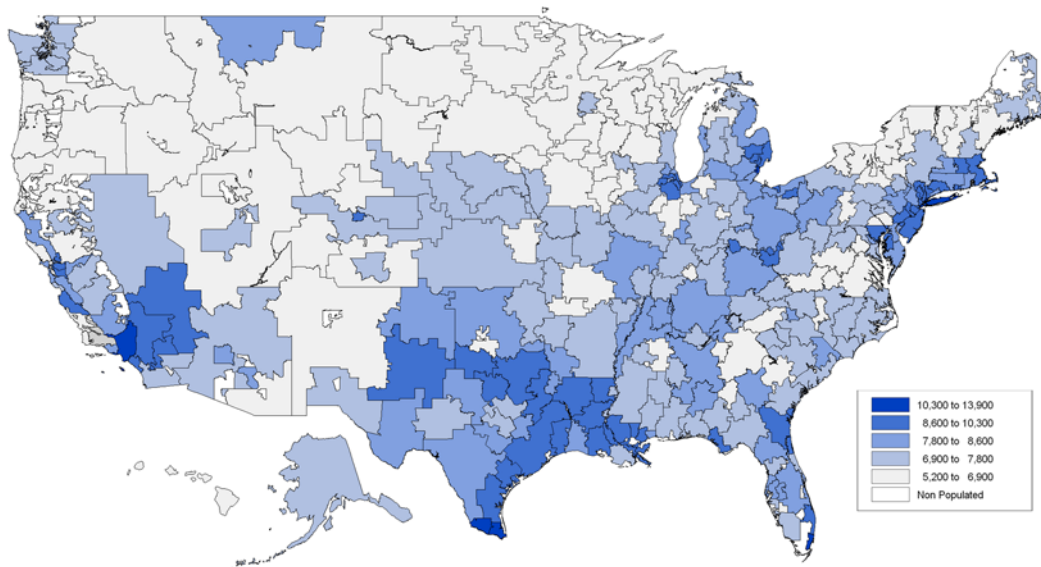 10,300 to 13,900
8,600 to 10,300
7,800 to 8,600
6,900 to 7,800
5,200 to 6,900
Non Populated